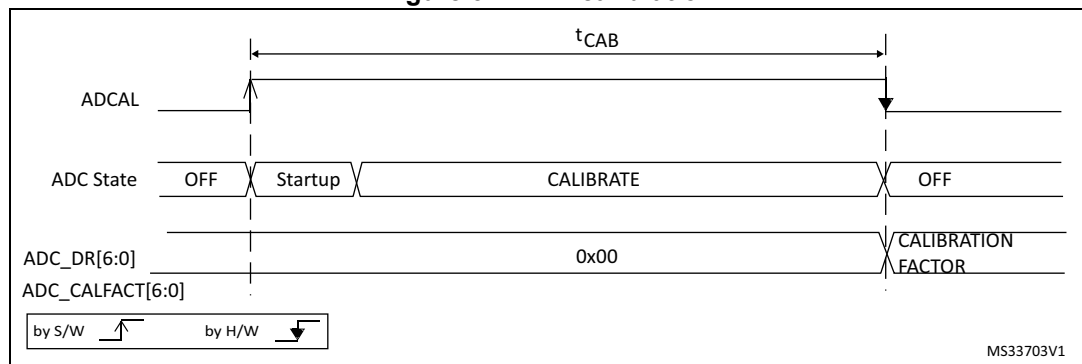 tCAB
ADCAL
ADC State OFF Startup CALIBRATE OFF
ADC_DR[6:0] 0x00 CALIBRATION
FACTOR
ADC_CALFACT[6:0]
by S/W by H/W
MS33703V1